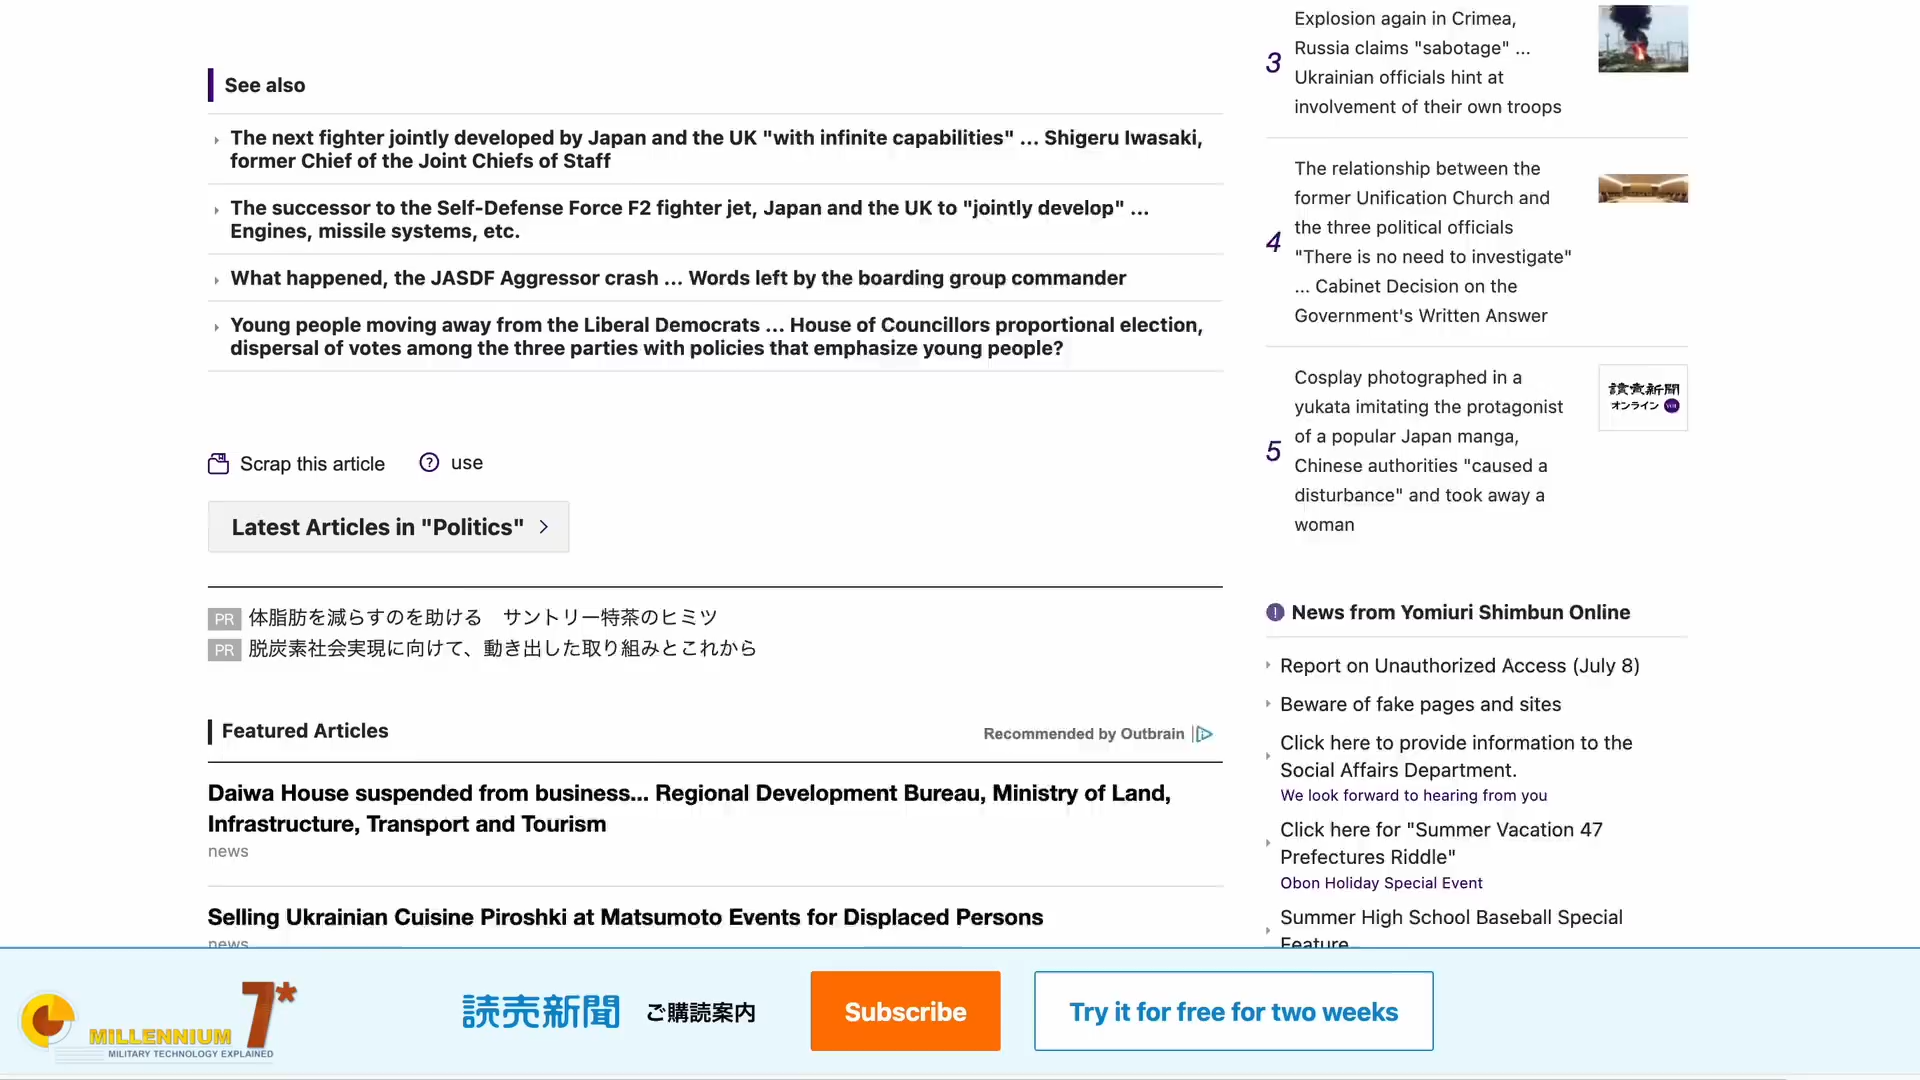 See also
The next fighter jointly developed by Japan and the UK "with infinite capabilities" ... Shigeru Iwasaki,
former Chief of the Joint Chiefs of Staff
The successor to the Self-Defense Force F2 fighter jet, Japan and the UK to "jointly develop" ...
Engines, missile systems, etc.
What happened, the JASDF Aggressor crash ... Words left by the boarding group commander
Young people moving away from the Liberal Democrats ... House of Councillors proportional election,
dispersal of votes among the three parties with policies that emphasize young people?
Scrap this article
? use
Latest Articles in "Politics"
PR 体脂肪を減らすのを助ける　サントリー特茶のヒミツ
PR 脱炭素社会実現に向けて、動き出した取り組みとこれから
Featured Articles
Recommended by Outbrain
Daiwa House suspended from business... Regional Development Bureau, Ministry of Land,
Infrastructure, Transport and Tourism
news
Selling Ukrainian Cuisine Piroshki at Matsumoto Events for Displaced Persons
news
3
Explosion again in Crimea,
Russia claims "sabotage" ...
Ukrainian officials hint at
involvement of their own troops
4
The relationship between the
former Unification Church and
the three political officials
"There is no need to investigate"
... Cabinet Decision on the
Government's Written Answer
5
Cosplay photographed in a
yukata imitating the protagonist
of a popular Japan manga,
Chinese authorities "caused a
disturbance" and took away a
woman
読売新聞
オンライン
! News from Yomiuri Shimbun Online
Report on Unauthorized Access (July 8)
Beware of fake pages and sites
Click here to provide information to the
Social Affairs Department.
We look forward to hearing from you
Click here for "Summer Vacation 47
Prefectures Riddle"
Obon Holiday Special Event
Summer High School Baseball Special
Feature
MILLENNIUM 7*
MILITARY TECHNOLOGY EXPLAINED
読売新聞 ご購読案内
Subscribe
Try it for free for two weeks